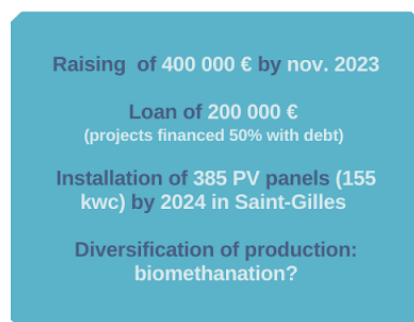 Raising of 400 000 € by nov. 2023
Loan of 200 000 €
(projects financed 50% with debt)
Installation of 385 PV panels (155
kwc) by 2024 in Saint-Gilles
Diversification of production:
biomethanation?